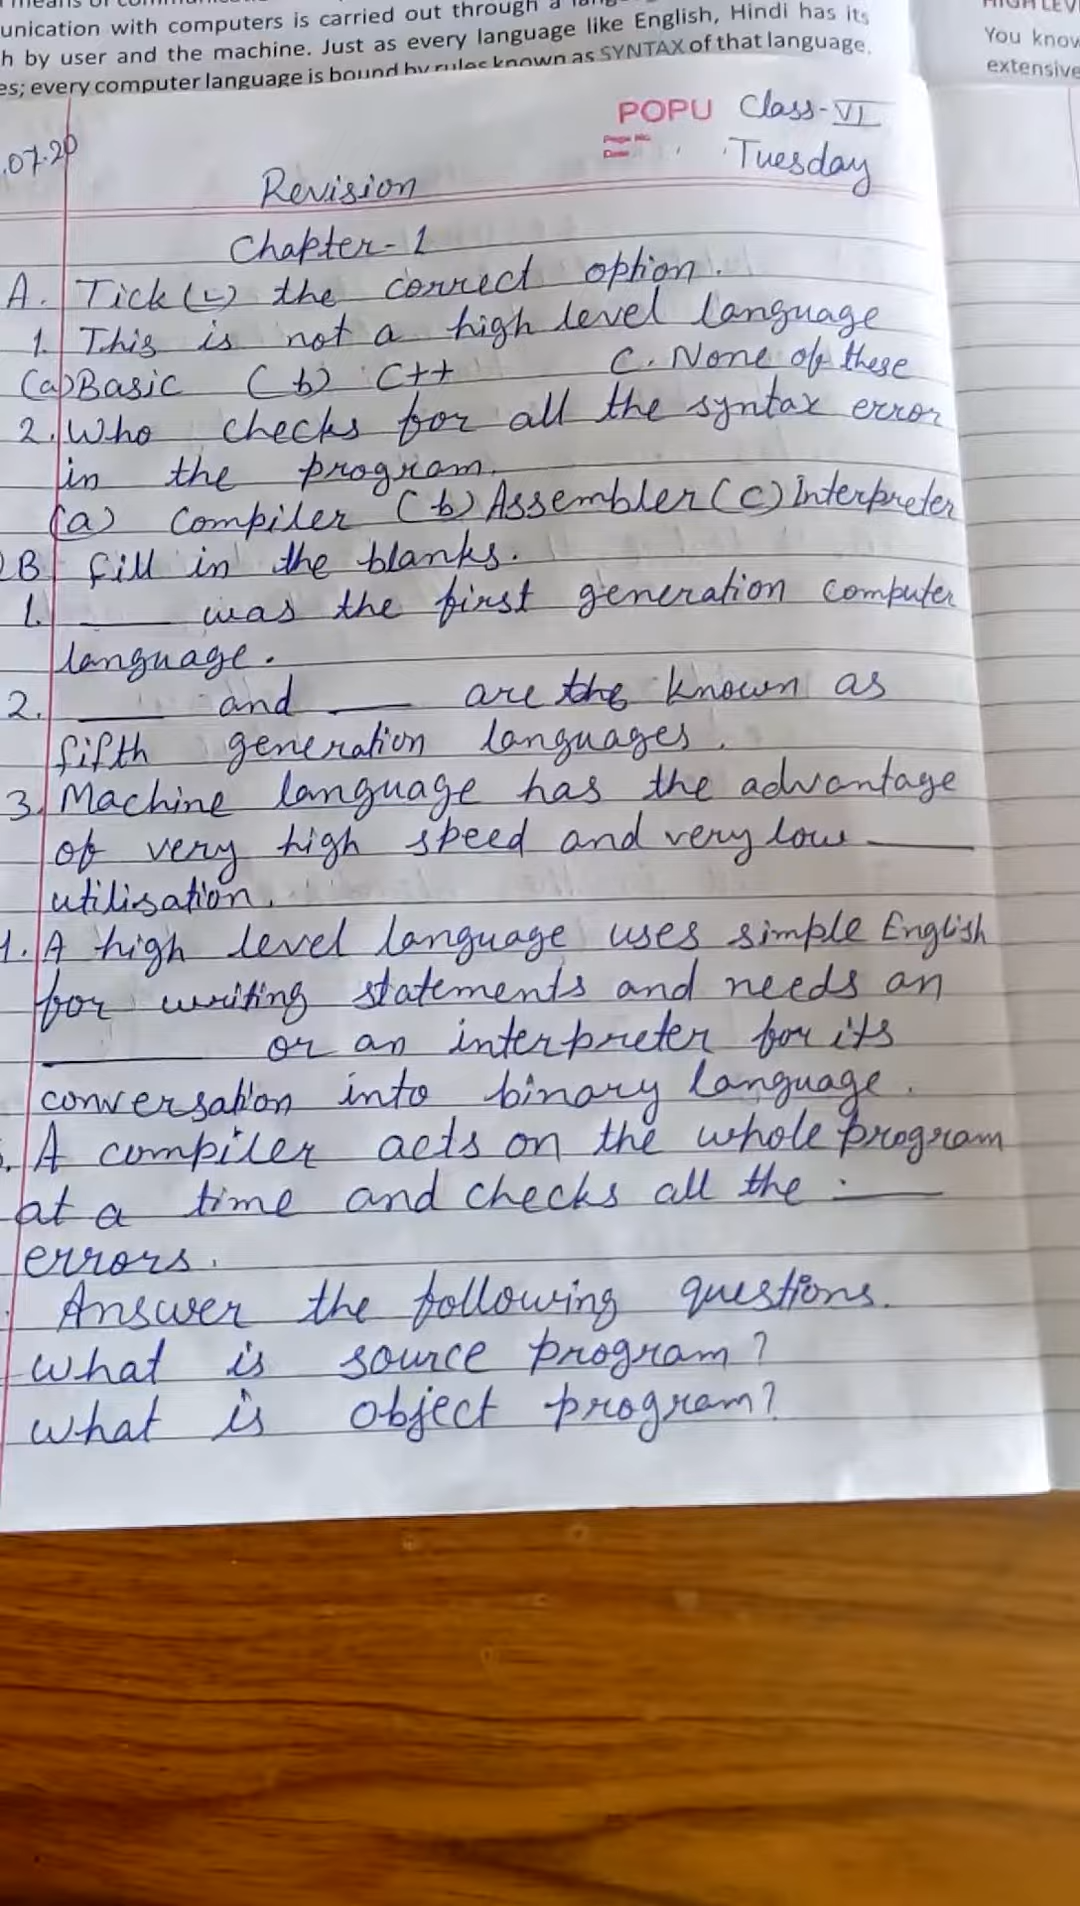 unication with computers is carried out through a
h by user and the machine. Just as every language like English, Hindi has its
es; every computer language is bound by rules known as SYNTAX of that language.
HIGH LEV
You know
extensive
POPU Class-VI
Page No.
Date
.07.20
Tuesday
Revision
Chapter-1
A. Tick (✓) the correct option.
1. This is not a high level language
(a) Basic (b) C++ C. None of these
2. Who checks for all the syntax error
in the program.
(a) Compiler (b) Assembler (c) Interpreter
B fill in the blanks.
1. ____ was the first generation computer
language.
2. ____ and ____ are the known as
fifth generation languages.
3. Machine language has the advantage
of very high speed and very low ____
utilisation.
1. A high level language uses simple English
for writing statements and needs an
____ or an interpreter for its
conversation into binary language.
. A compiler acts on the whole program
at a time and checks all the ____
errors.
Answer the following questions.
what is source program?
what is object program?